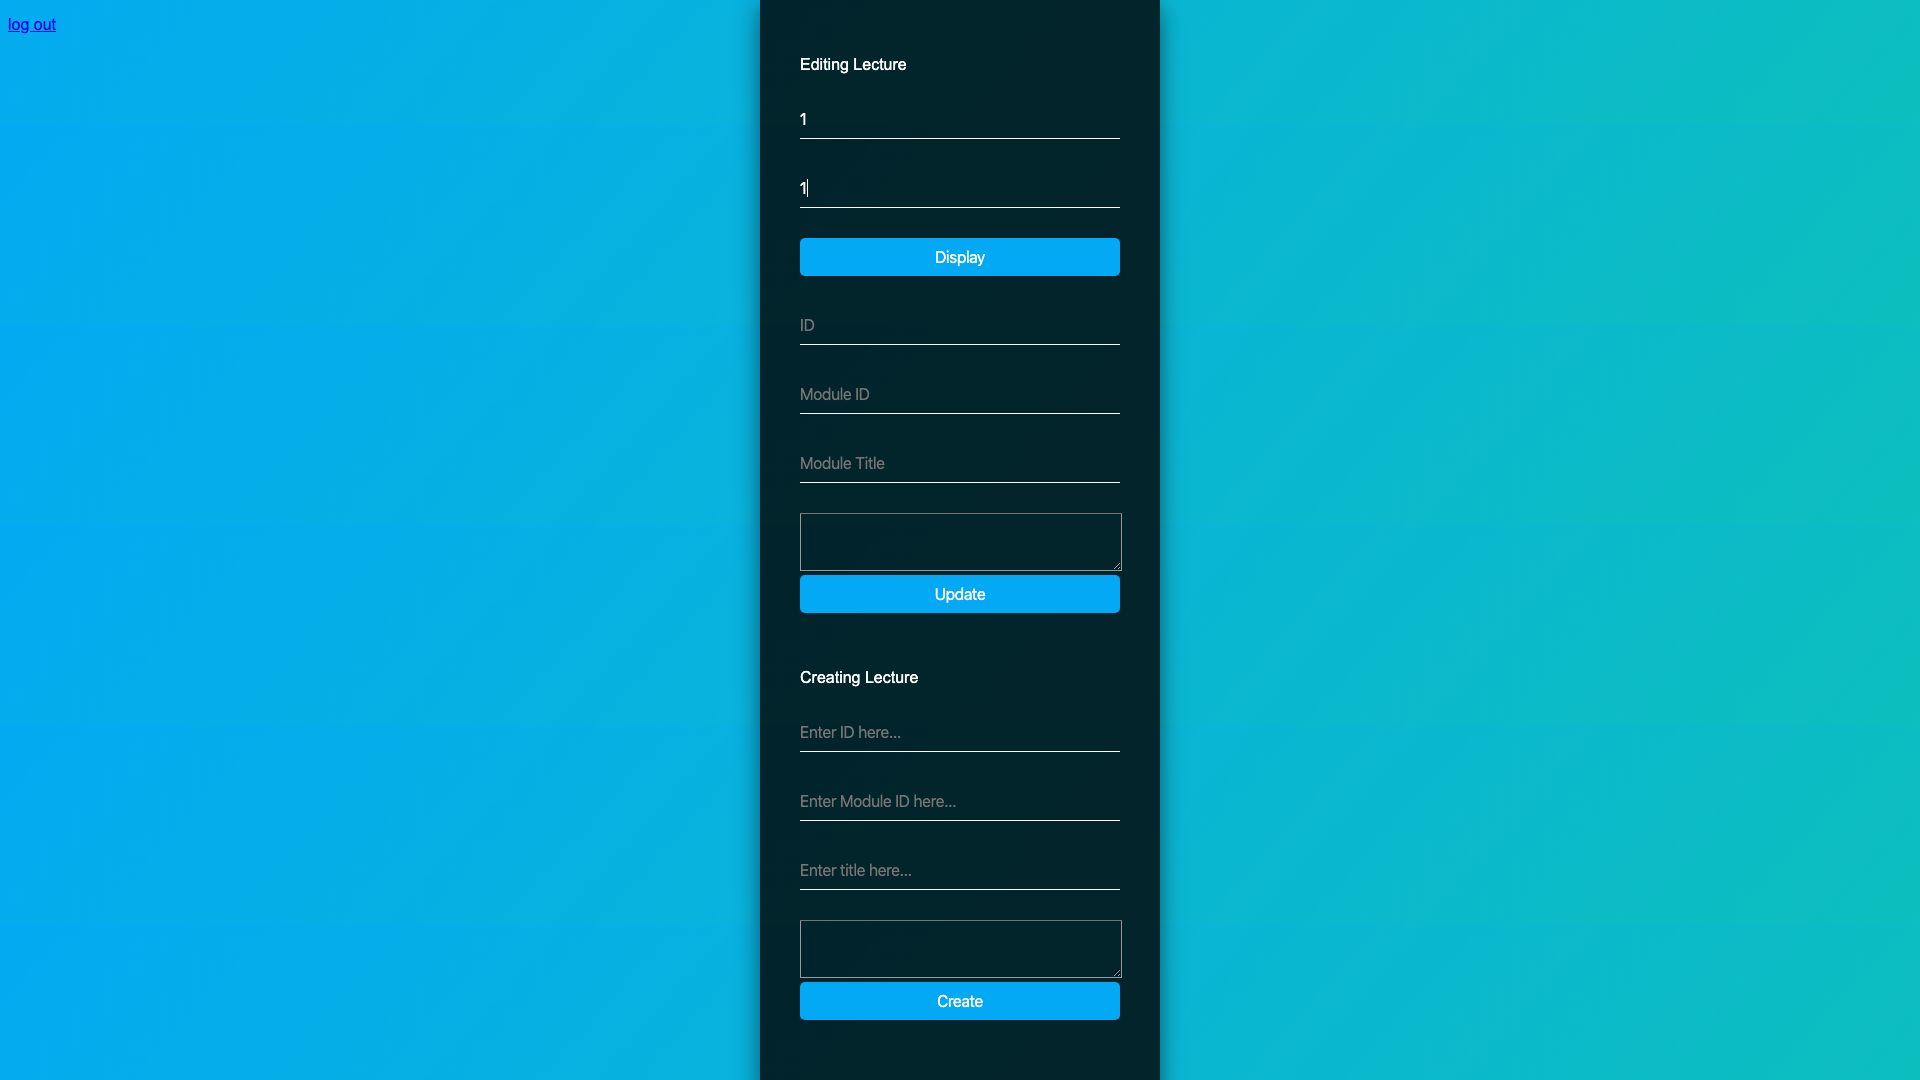 log out
Editing Lecture
1
1
Display
ID
Module ID
Module Title
Update
Creating Lecture
Enter ID here...
Enter Module ID here...
Enter title here...
Create